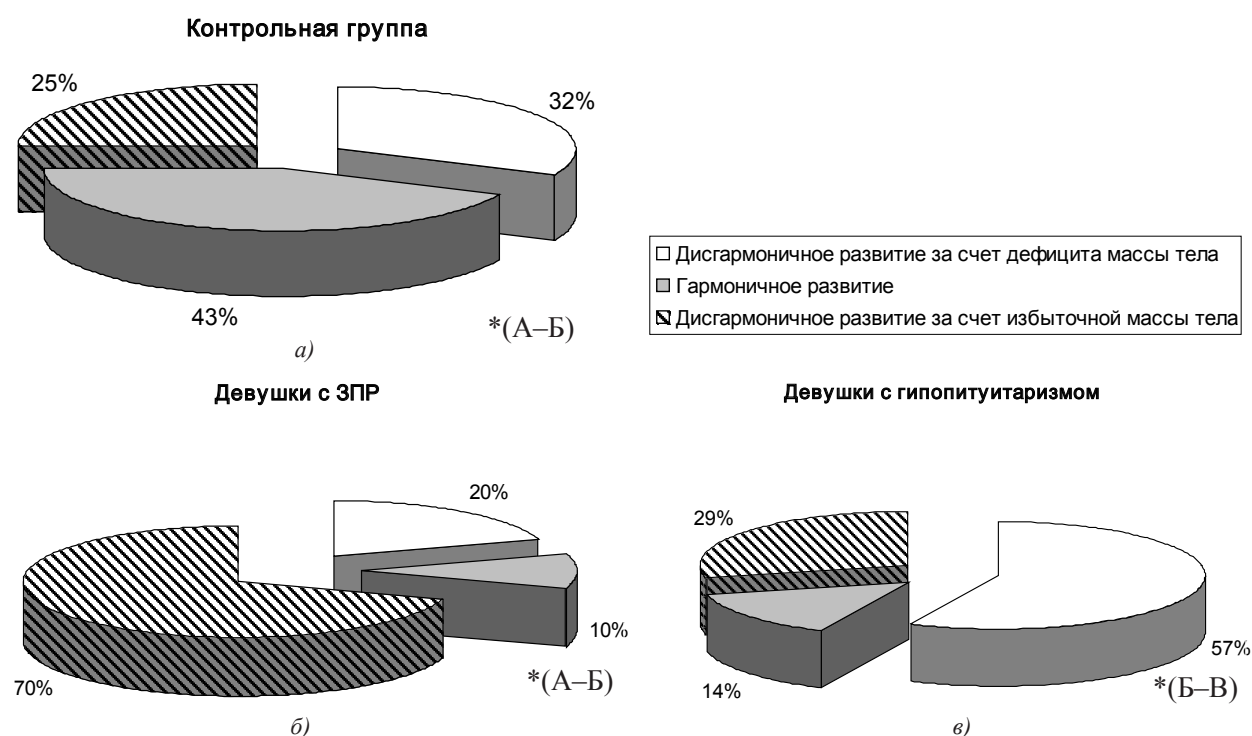 Контрольная группа
25%
32%
43%
*(А–Б)
а)
Дисгармоничное развитие за счет дефицита массы тела
Гармоничное развитие
Дисгармоничное развитие за счет избыточной массы тела
Девушки с ЗПР
20%
10%
70%
*(А–Б)
б)
Девушки с гипопитуитаризмом
29%
57%
14%
*(Б–В)
в)